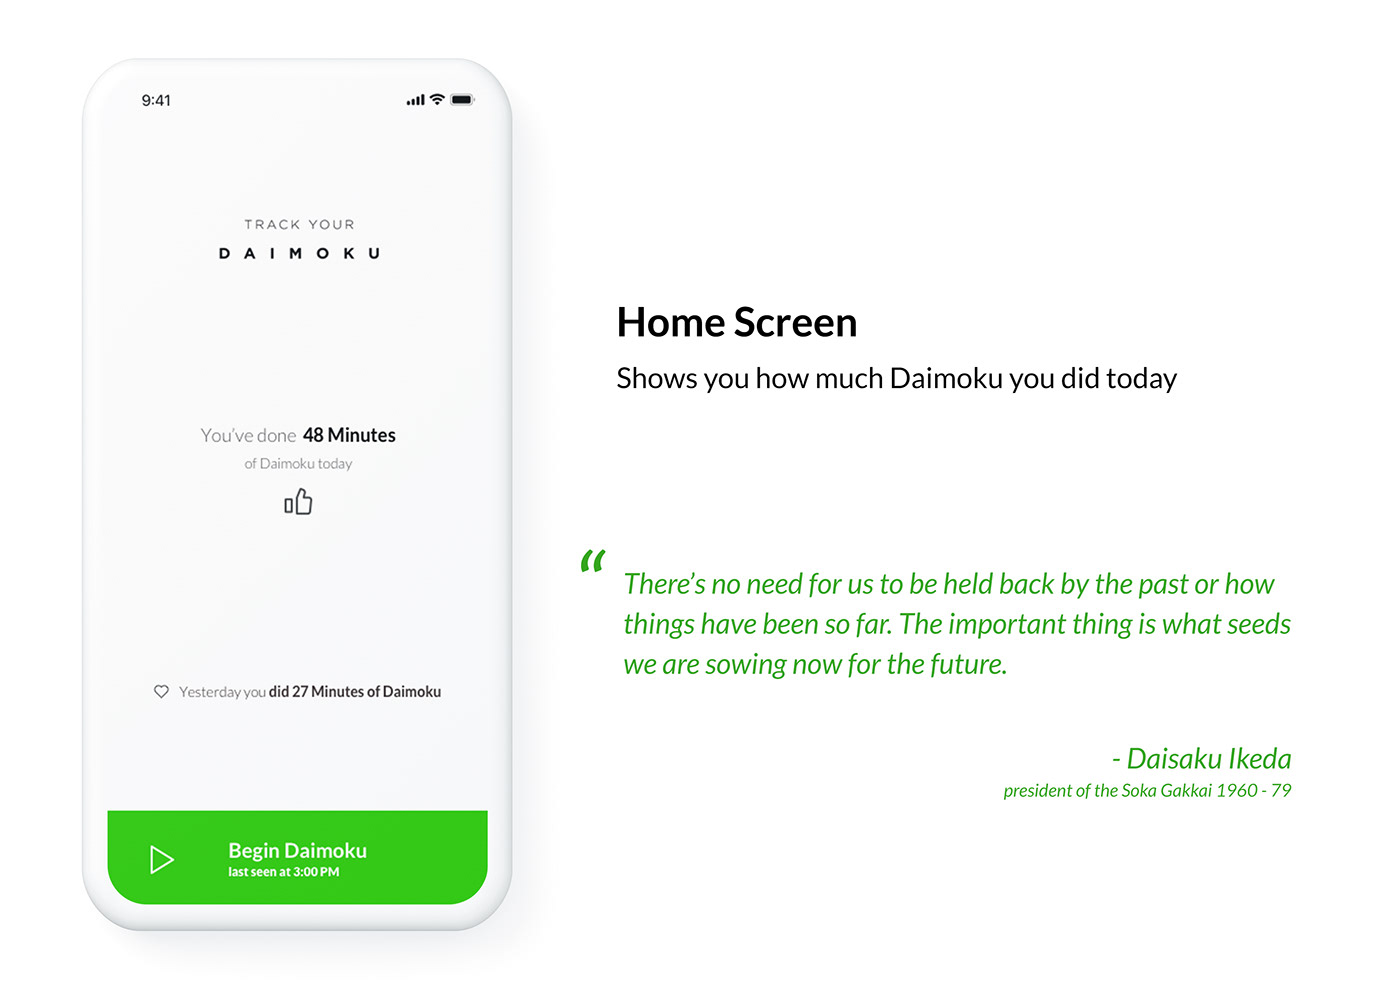 9:41
TRACK YOUR
DAIMOKU
You've done 48 Minutes
of Daimoku today
Yesterday you did 27 Minutes of Daimoku
Begin Daimoku
last seen at 3:00 PM
Home Screen
Shows you how much Daimoku you did today
“ There's no need for us to be held back by the past or how
things have been so far. The important thing is what seeds
we are sowing now for the future.
- Daisaku Ikeda
president of the Soka Gakkai 1960 - 79